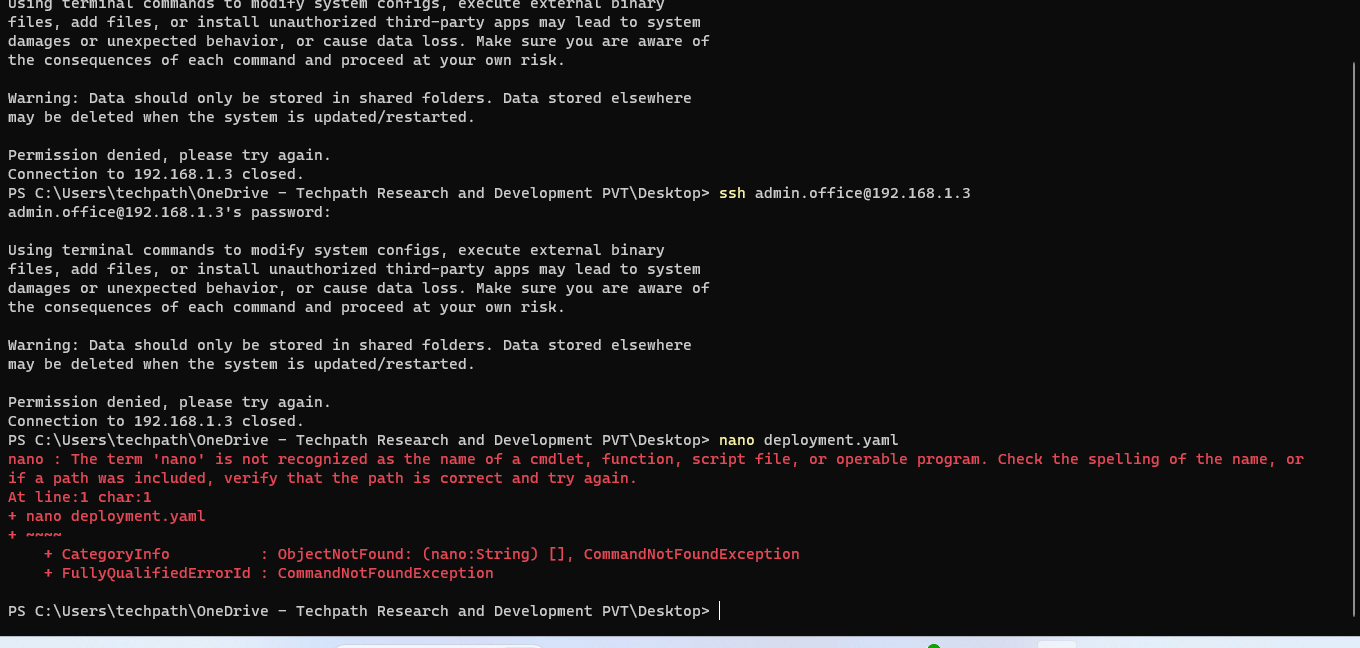 Using terminal commands to modify system configs, execute external binary
files, add files, or install unauthorized third-party apps may lead to system
damages or unexpected behavior, or cause data loss. Make sure you are aware of
the consequences of each command and proceed at your own risk.
Warning: Data should only be stored in shared folders. Data stored elsewhere
may be deleted when the system is updated/restarted.
Permission denied, please try again.
Connection to 192.168.1.3 closed.
PS C:\Users\techpath\OneDrive - Techpath Research and Development PVT\Desktop> ssh admin.office@192.168.1.3
admin.office@192.168.1.3's password:
Using terminal commands to modify system configs, execute external binary
files, add files, or install unauthorized third-party apps may lead to system
damages or unexpected behavior, or cause data loss. Make sure you are aware of
the consequences of each command and proceed at your own risk.
Warning: Data should only be stored in shared folders. Data stored elsewhere
may be deleted when the system is updated/restarted.
Permission denied, please try again.
Connection to 192.168.1.3 closed.
PS C:\Users\techpath\OneDrive - Techpath Research and Development PVT\Desktop> nano deployment.yaml
nano : The term 'nano' is not recognized as the name of a cmdlet, function, script file, or operable program. Check the spelling of the name, or
if a path was included, verify that the path is correct and try again.
At line:1 char:1
+ nano deployment.yaml
+ ~~~~
    + CategoryInfo          : ObjectNotFound: (nano:String) [], CommandNotFoundException
    + FullyQualifiedErrorId : CommandNotFoundException
PS C:\Users\techpath\OneDrive - Techpath Research and Development PVT\Desktop>